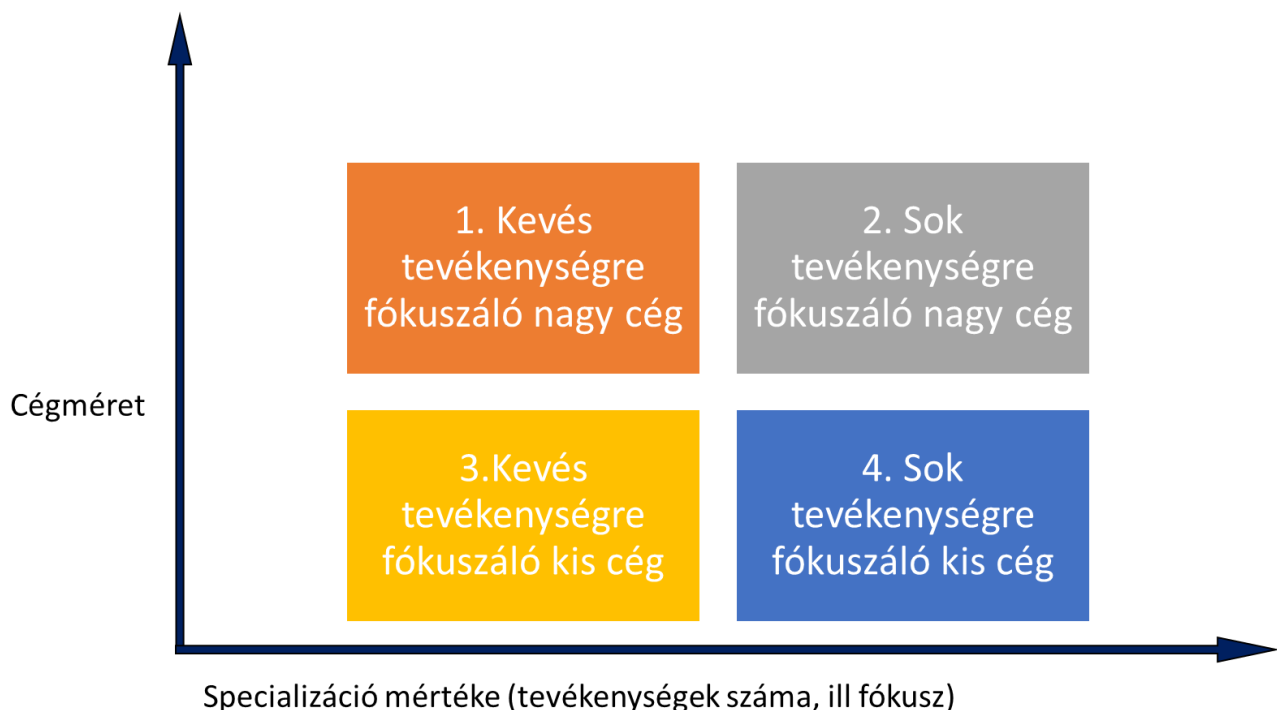 1. Kevés
tevékenységre
fókuszáló nagy cég
2. Sok
tevékenységre
fókuszáló nagy cég
Cégméret
3.Kevés
tevékenységre
fókuszáló kis cég
4. Sok
tevékenységre
fókuszáló kis cég
Specializáció mértéke (tevékenységek száma, ill fókusz)